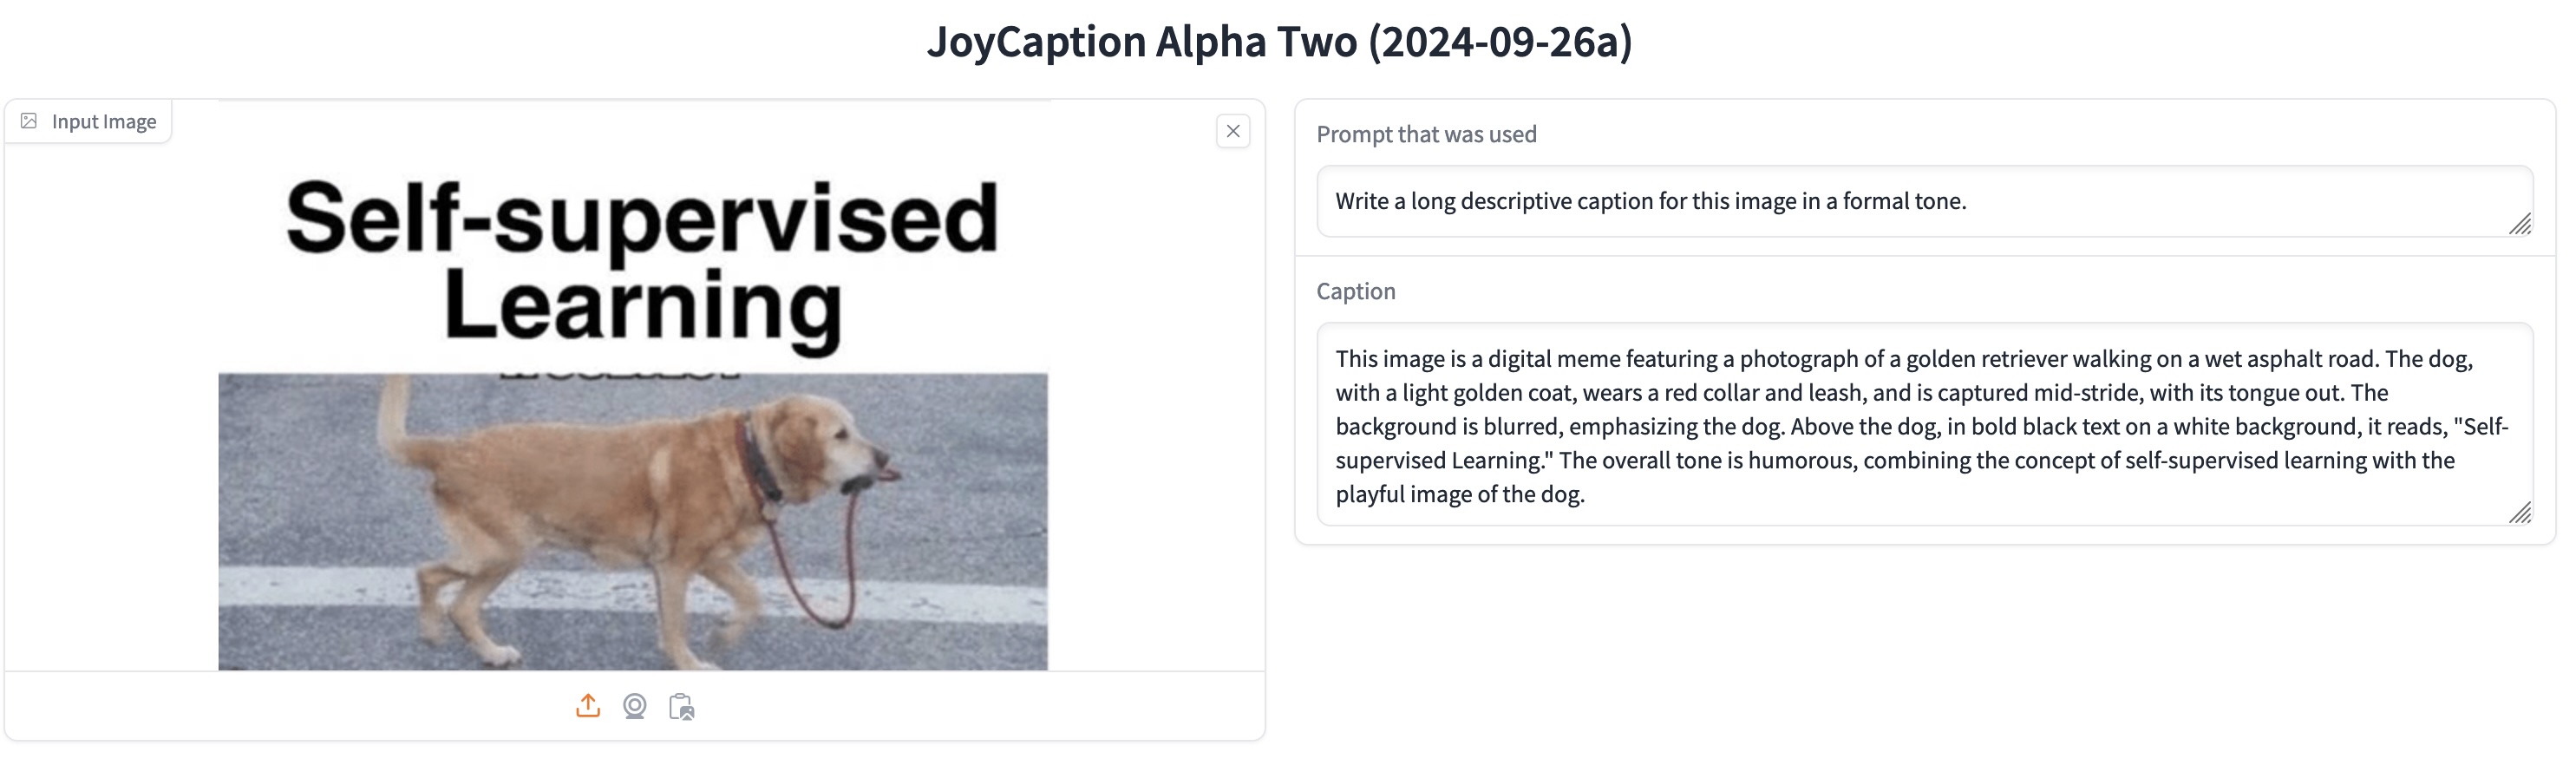 JoyCaption Alpha Two (2024-09-26a)
Input Image
Self-supervised
Learning
Prompt that was used
Write a long descriptive caption for this image in a formal tone.
Caption
This image is a digital meme featuring a photograph of a golden retriever walking on a wet asphalt road. The dog,
with a light golden coat, wears a red collar and leash, and is captured mid-stride, with its tongue out. The
background is blurred, emphasizing the dog. Above the dog, in bold black text on a white background, it reads, "Self-
supervised Learning." The overall tone is humorous, combining the concept of self-supervised learning with the
playful image of the dog.